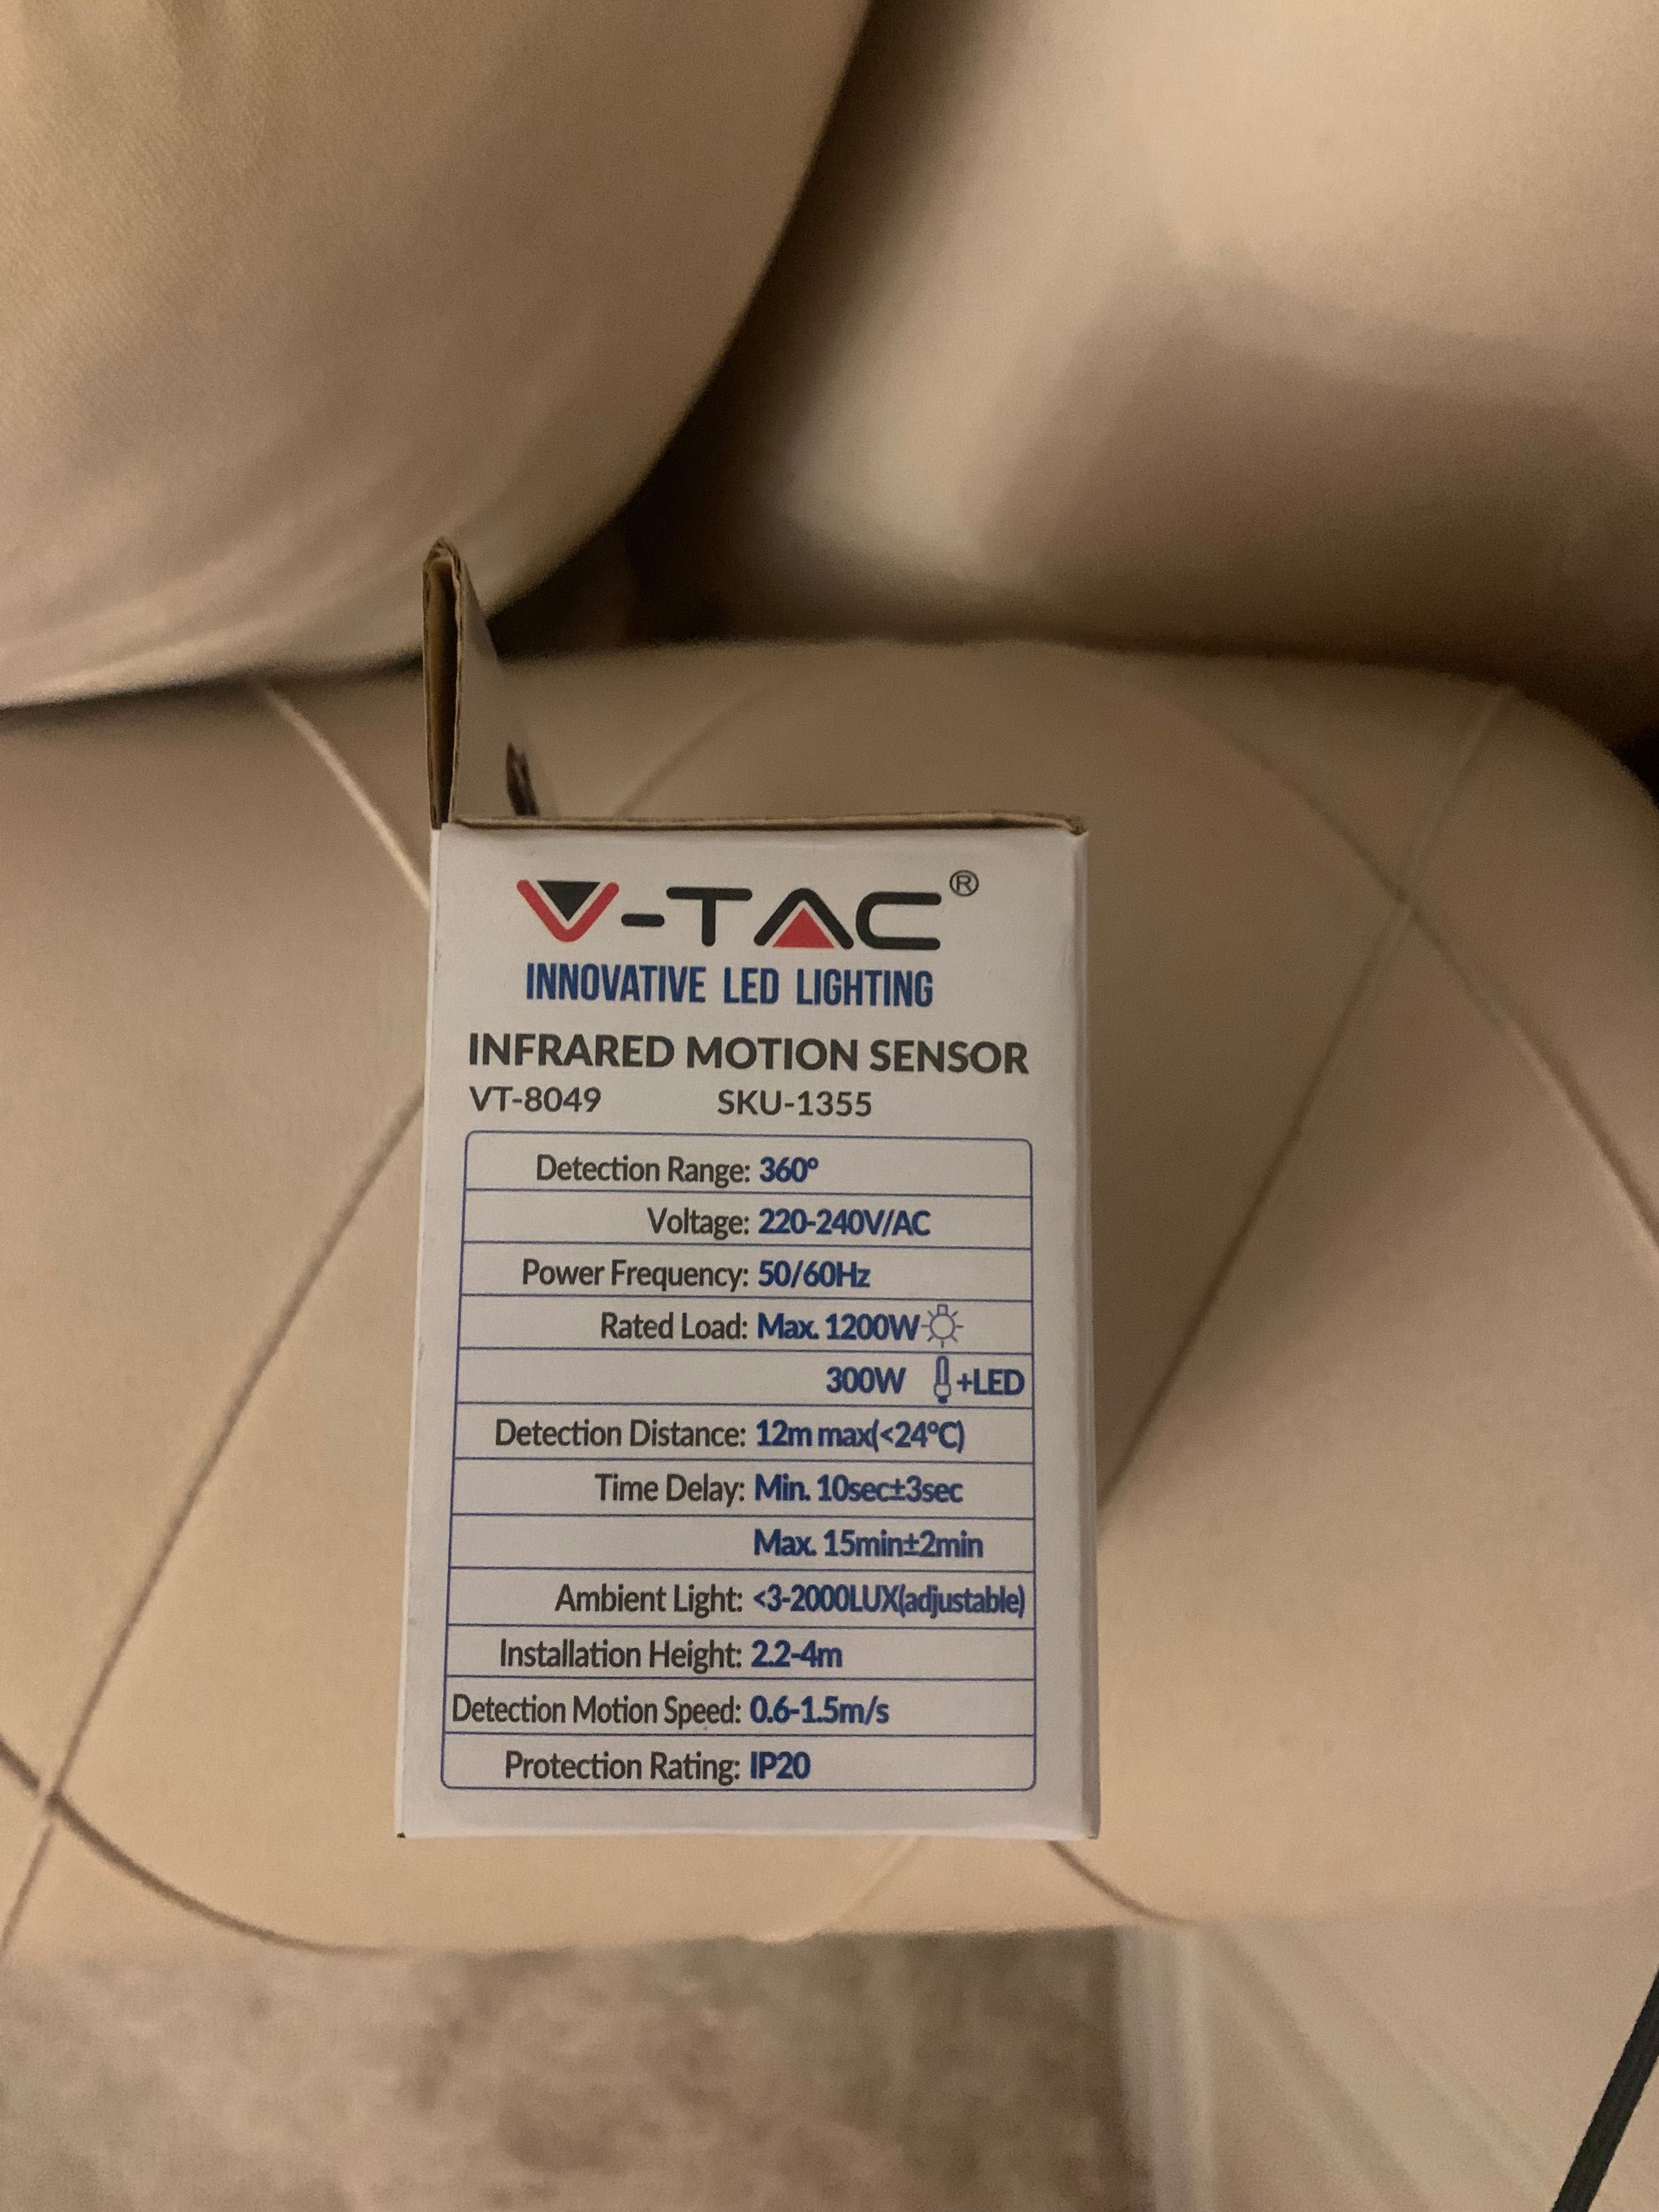 V-TAC®
INNOVATIVE LED LIGHTING
INFRARED MOTION SENSOR
VT-8049 SKU-1355
Detection Range: 360°
Voltage: 220-240V/AC
Power Frequency: 50/60Hz
Rated Load: Max. 1200W
300W +LED
Detection Distance: 12m max(<24°C)
Time Delay: Min. 10sec±3sec
Max. 15min±2min
Ambient Light: <3-2000LUX(adjustable)
Installation Height: 2.2-4m
Detection Motion Speed: 0.6-1.5m/s
Protection Rating: IP20